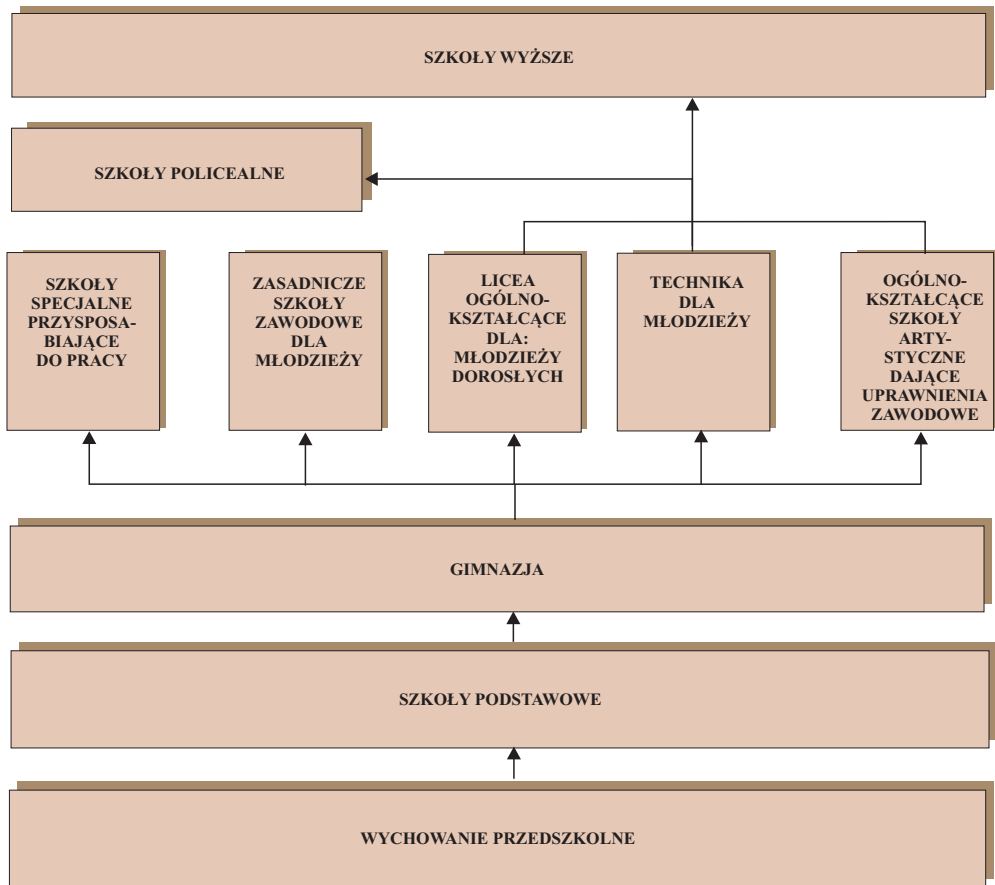 SZKOŁY WYŻSZE
SZKOŁY POLICEALNE
SZKOŁY
SPECJALNE
PRZYSPOSA-
BIAJĄCE
DO PRACY
ZASADNICZE
SZKOŁY
ZAWODOWE
DLA
MŁODZIEŻY
LICEA
OGÓLNO-
KSZTAŁCĄCE
DLA:
MŁODZIEŻY
DOROSŁYCH
TECHNIKA
DLA
MŁODZIEŻY
OGÓLNO-
KSZTAŁCĄCE
SZKOŁY
ARTY-
STYCZNE
DAJĄCE
UPRAWNIENIA
ZAWODOWE
GIMNAZJA
SZKOŁY PODSTAWOWE
WYCHOWANIE PRZEDSZKOLNE